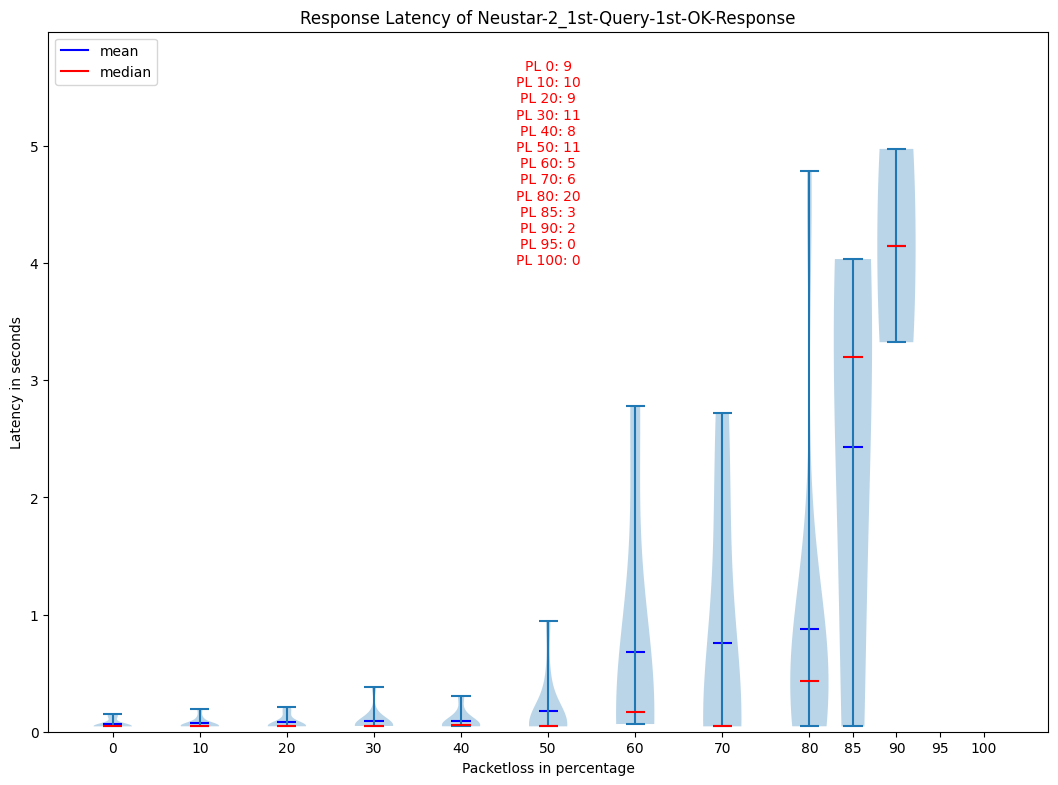 Response Latency of Neustar-2_1st-Query-1st-OK-Response
mean
median
PL 0: 9
PL 10: 10
PL 20: 9
PL 30: 11
PL 40: 8
PL 50: 11
PL 60: 5
PL 70: 6
PL 80: 20
PL 85: 3
PL 90: 2
PL 95: 0
PL 100: 0
Latency in seconds
5
4
3
2
1
0
0 10 20 30 40 50 60 70 80 85 90 95 100
Packetloss in percentage